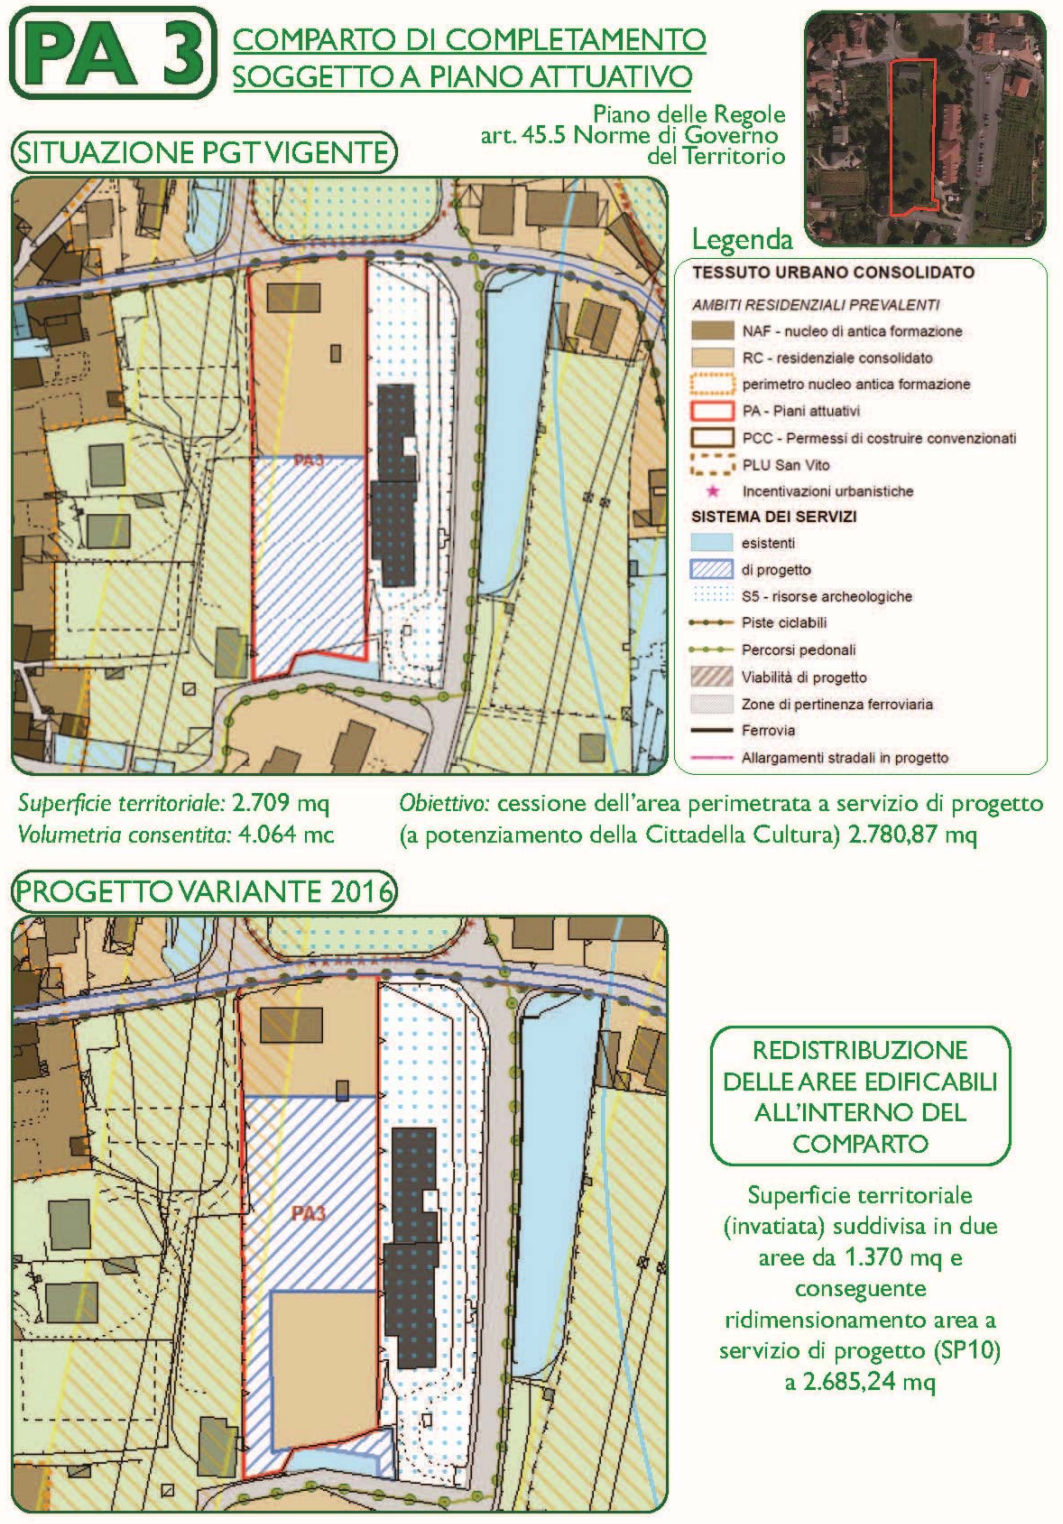 PA 3
COMPARTO DI COMPLETAMENTO
SOGGETTO A PIANO ATTUATIVO
Piano delle Regole
art. 45.5 Norme di Governo
del Territorio
SITUAZIONE PGT VIGENTE
Legenda
TESSUTO URBANO CONSOLIDATO
AMBITI RESIDENZIALI PREVALENTI
NAF - nucleo di antica formazione
RC - residenziale consolidato
perimetro nucleo antica formazione
PA - Piani attuativi
PCC - Permessi di costruire convenzionati
PLU San Vito
Incentivazioni urbanistiche
SISTEMA DEI SERVIZI
esistenti
di progetto
S5 - risorse archeologiche
Piste ciclabili
Percorsi pedonali
Viabilità di progetto
Zone di pertinenza ferroviaria
Ferrovia
Allargamenti stradali in progetto
PA3
Superficie territoriale: 2.709 mq
Volumetria consentita: 4.064 mc
Obiettivo: cessione dell'area perimetrata a servizio di progetto
(a potenziamento della Cittadella Cultura) 2.780,87 mq
PROGETTO VARIANTE 2016
PA3
REDISTRIBUZIONE
DELLE AREE EDIFICABILI
ALL'INTERNO DEL
COMPARTO
Superficie territoriale
(invatiata) suddivisa in due
aree da 1.370 mq e
conseguente
ridimensionamento area a
servizio di progetto (SP10)
a 2.685,24 mq